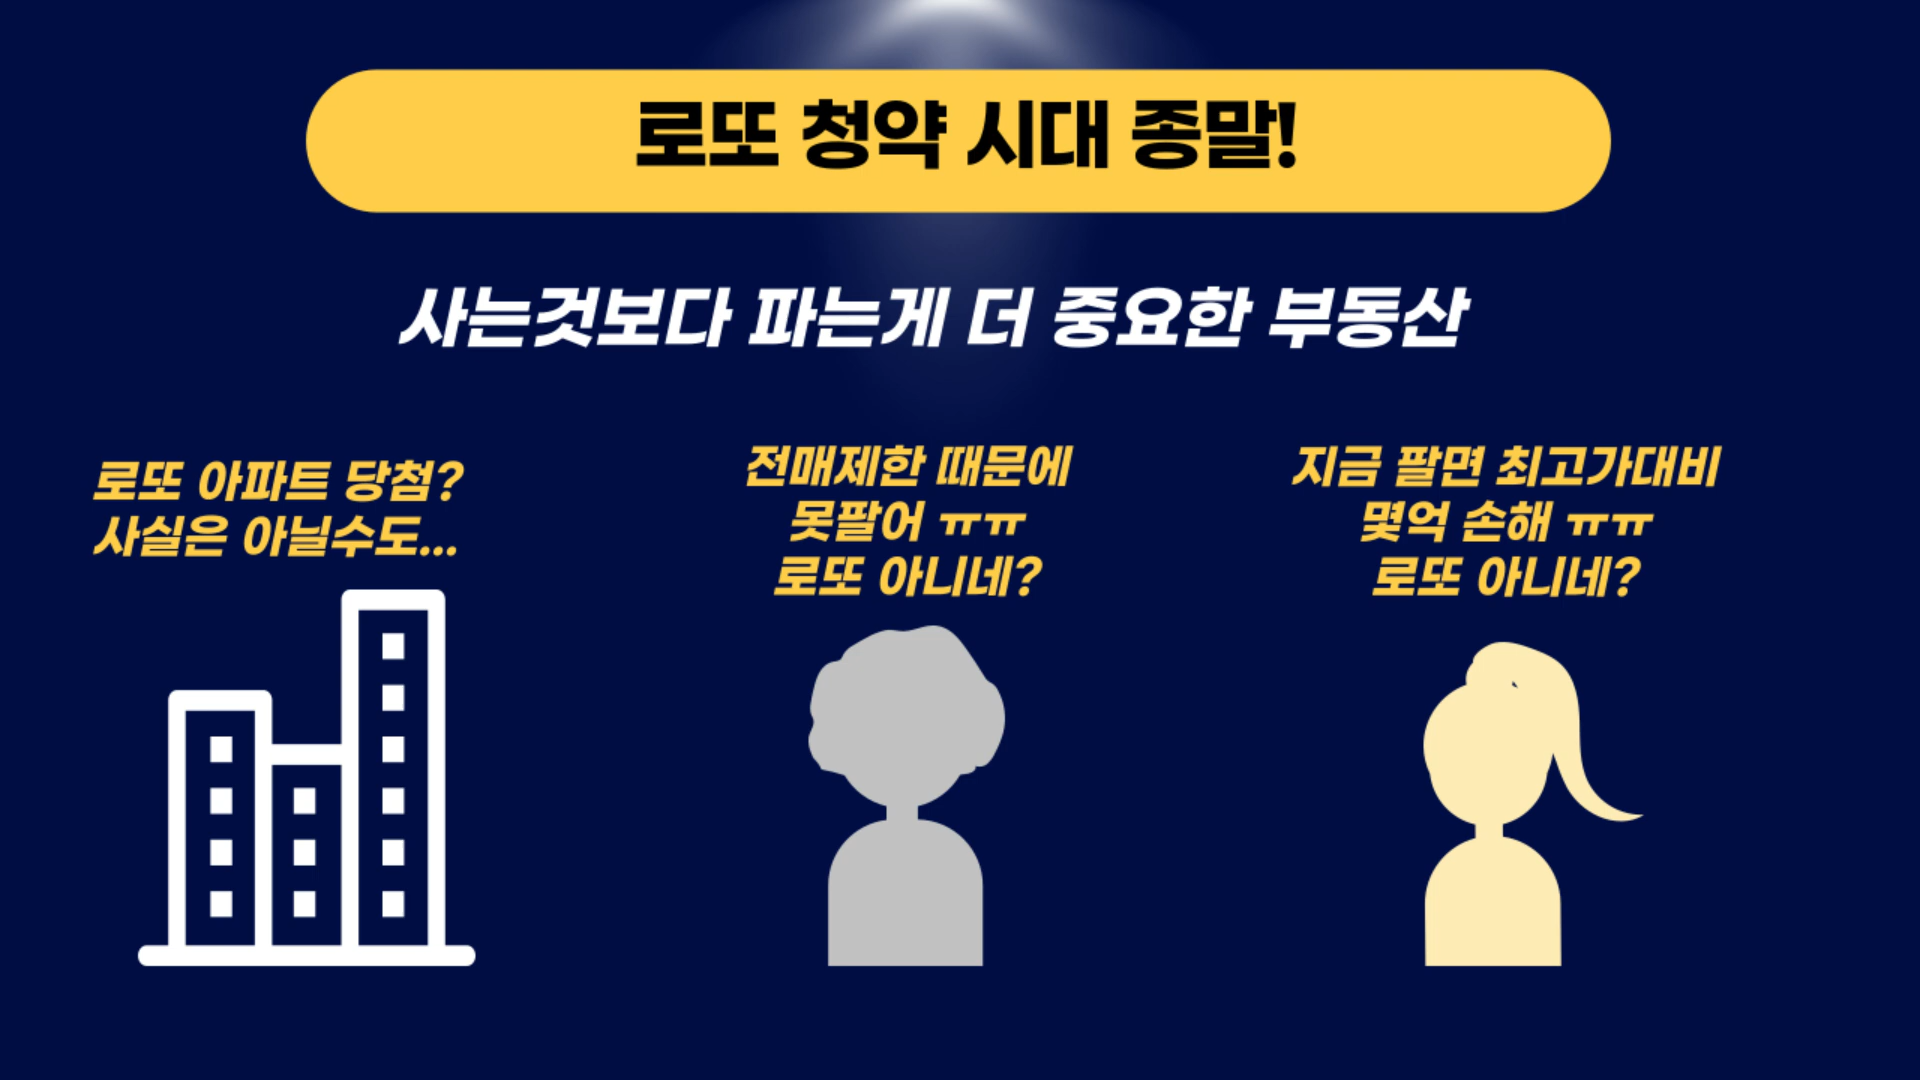 로또 청약 시대 종말!
사는것보다 파는게 더 중요한 부동산
로또 아파트 당첨?
사실은 아닐수도...
전매제한 때문에
못팔어 ㅠㅠ
로또 아니네?
지금 팔면 최고가대비
몇억 손해 ㅠㅠ
로또 아니네?